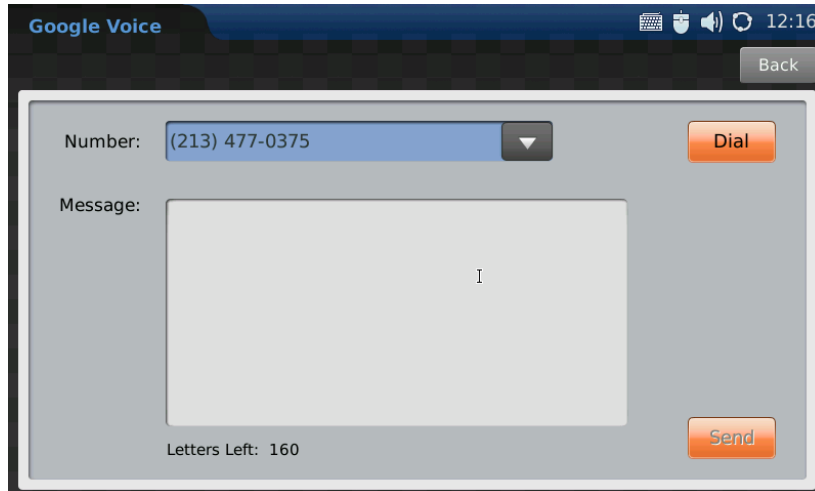 Google Voice 12:16
Back
Number: (213) 477-0375 Dial
Message:
Send
Letters Left: 160